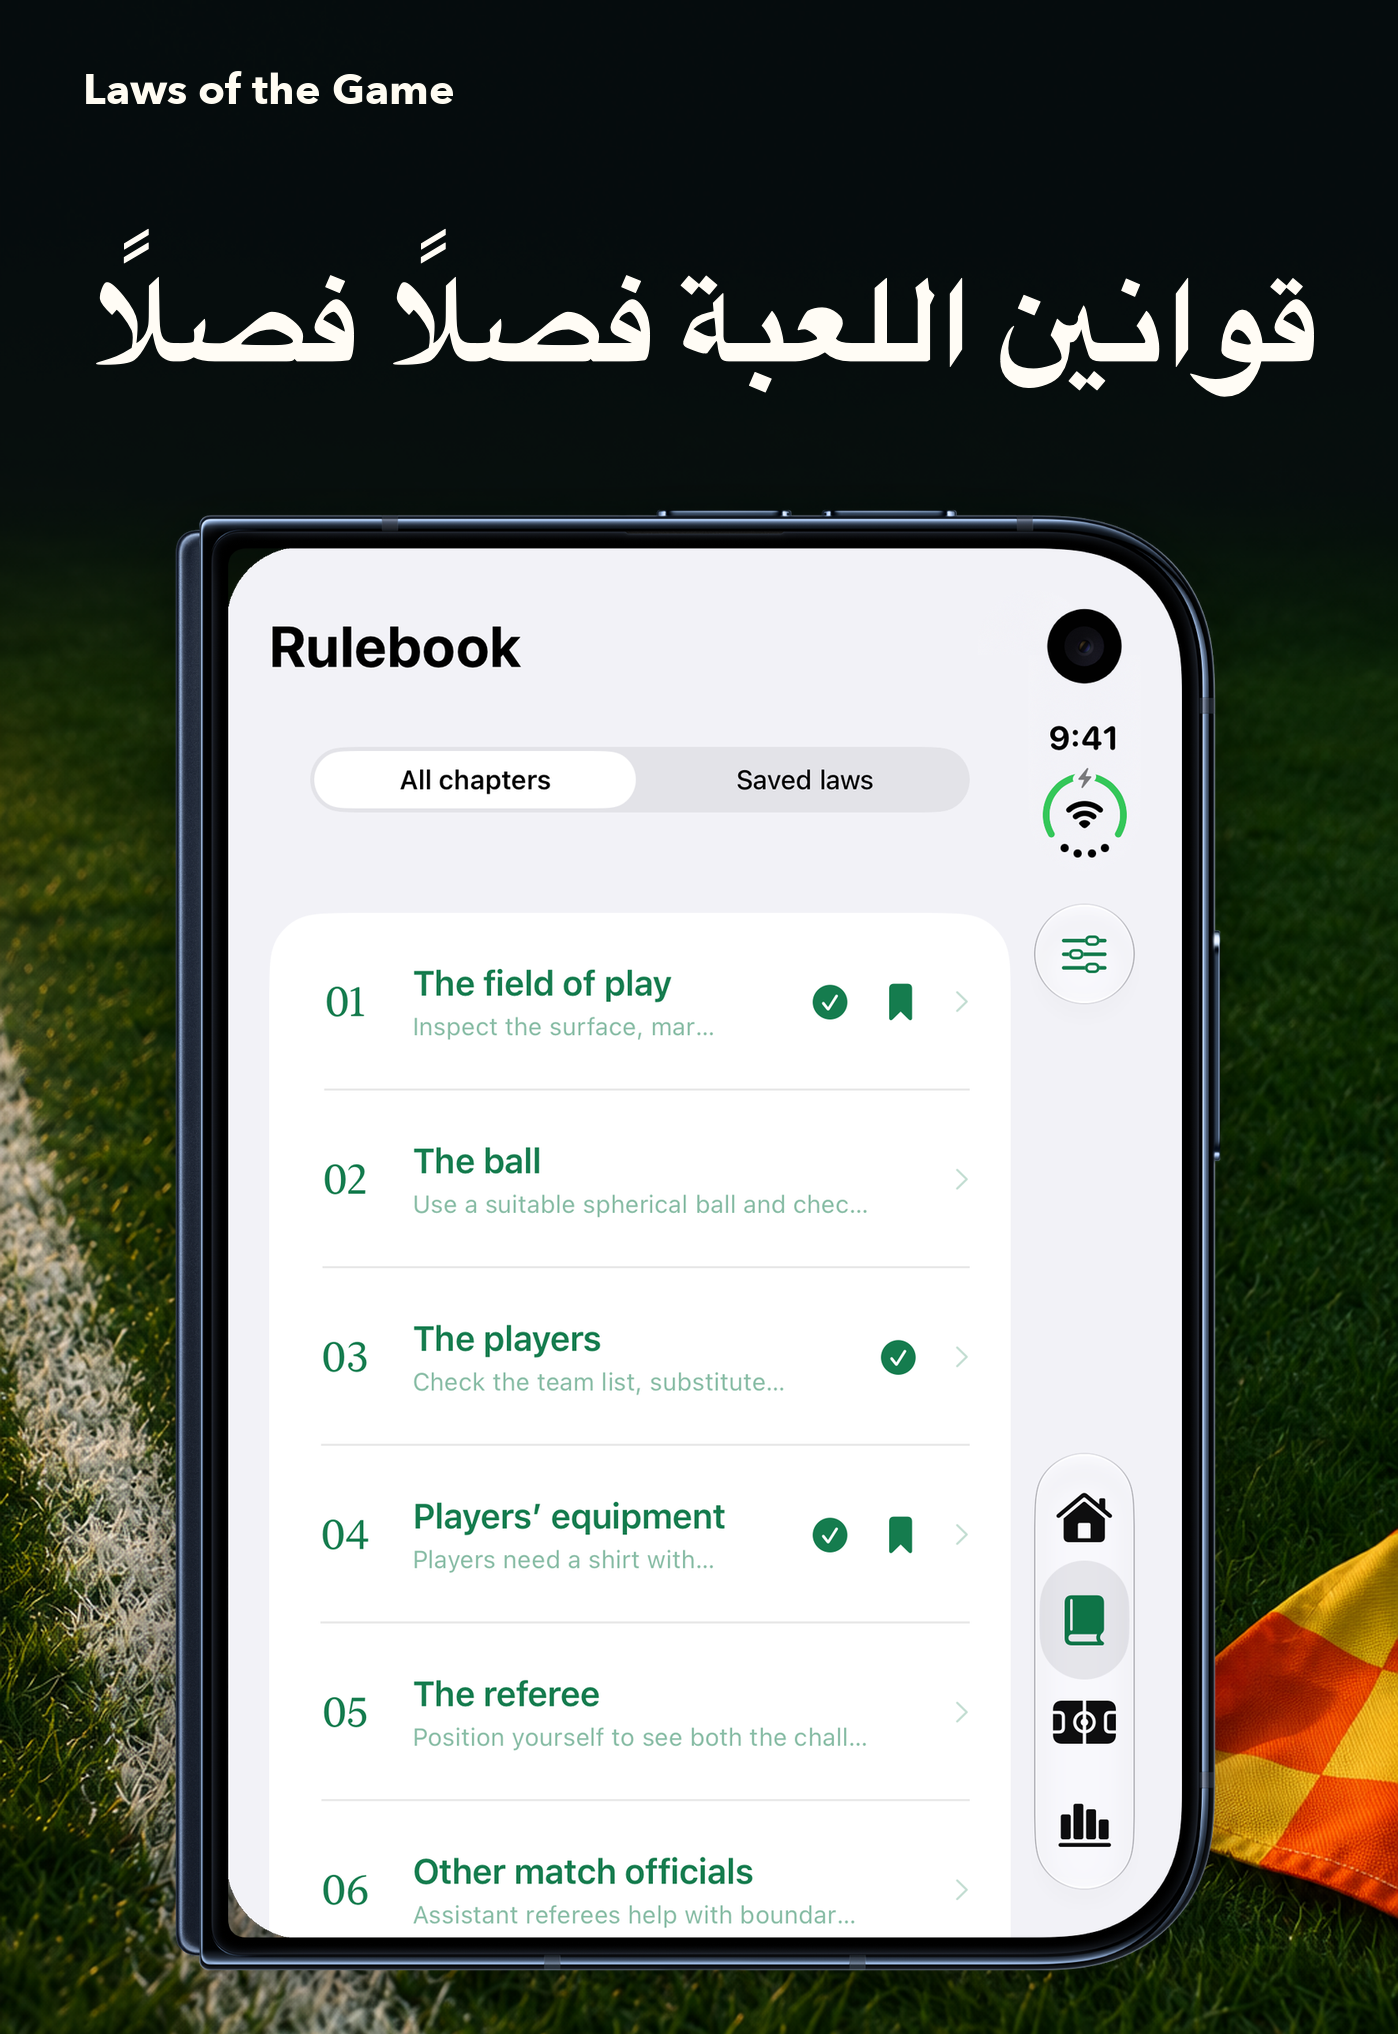 Laws of the Game
قوانين اللعبة فصلاً فصلاً
Rulebook
9:41
All chapters
Saved laws
01
The field of play
Inspect the surface, mar...
02
The ball
Use a suitable spherical ball and chec...
03
The players
Check the team list, substitute...
04
Players’ equipment
Players need a shirt with...
05
The referee
Position yourself to see both the chall...
06
Other match officials
Assistant referees help with boundar...